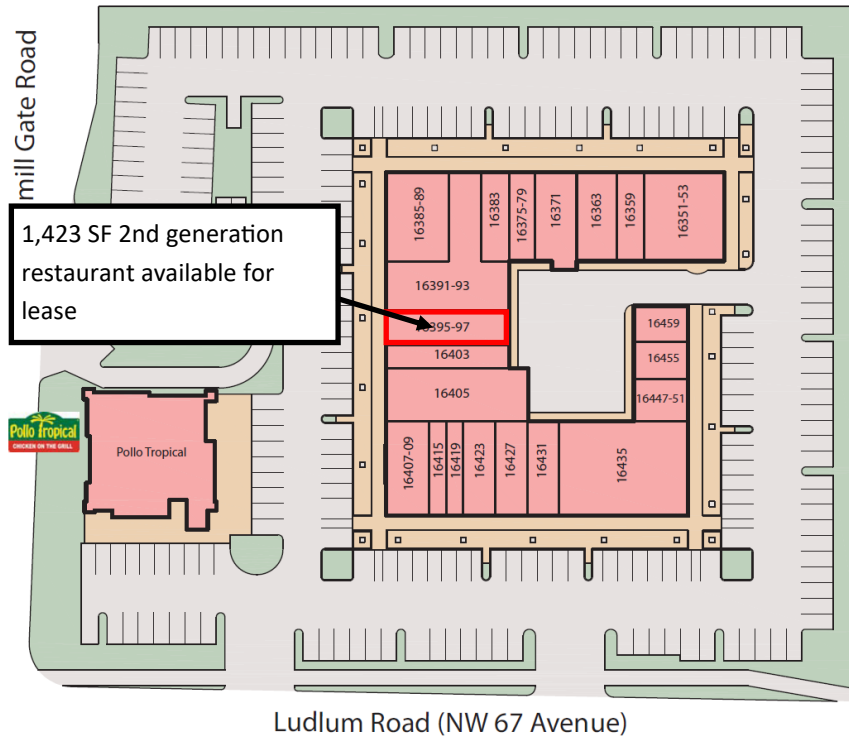 mill Gate Road
1,423 SF 2nd generation
restaurant available for
lease
16385-89
16383
16375-79
16371
16363
16359
16351-53
16391-93
16395-97
16403
16405
16459
16455
16447-51
16407-09
16415
16419
16423
16427
16431
16435
Pollo Tropical
CHICKEN ON THE GRILL
Pollo Tropical
Ludlum Road (NW 67 Avenue)